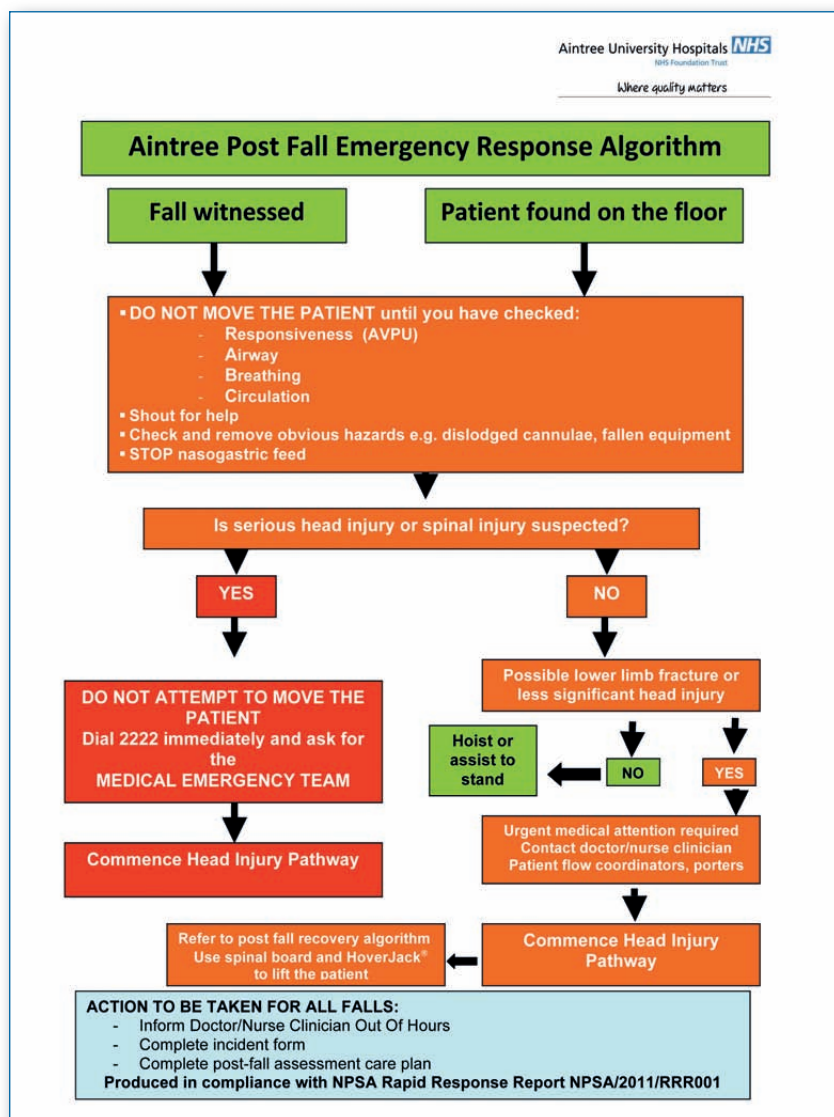 Aintree University Hospitals NHS
NHS Foundation Trust
Where quality matters
Aintree Post Fall Emergency Response Algorithm
Fall witnessed
Patient found on the floor
▪ DO NOT MOVE THE PATIENT until you have checked:
- Responsiveness (AVPU)
- Airway
- Breathing
- Circulation
▪ Shout for help
▪ Check and remove obvious hazards e.g. dislodged cannulae, fallen equipment
▪ STOP nasogastric feed
Is serious head injury or spinal injury suspected?
YES
NO
DO NOT ATTEMPT TO MOVE THE
PATIENT
Dial 2222 immediately and ask for
the
MEDICAL EMERGENCY TEAM
Commence Head Injury Pathway
Possible lower limb fracture or
less significant head injury
Hoist or
assist to
stand
NO
YES
Urgent medical attention required
Contact doctor/nurse clinician
Patient flow coordinators, porters
Commence Head Injury
Pathway
Refer to post fall recovery algorithm
Use spinal board and HoverJack®
to lift the patient
ACTION TO BE TAKEN FOR ALL FALLS:
- Inform Doctor/Nurse Clinician Out Of Hours
- Complete incident form
- Complete post-fall assessment care plan
Produced in compliance with NPSA Rapid Response Report NPSA/2011/RRR001